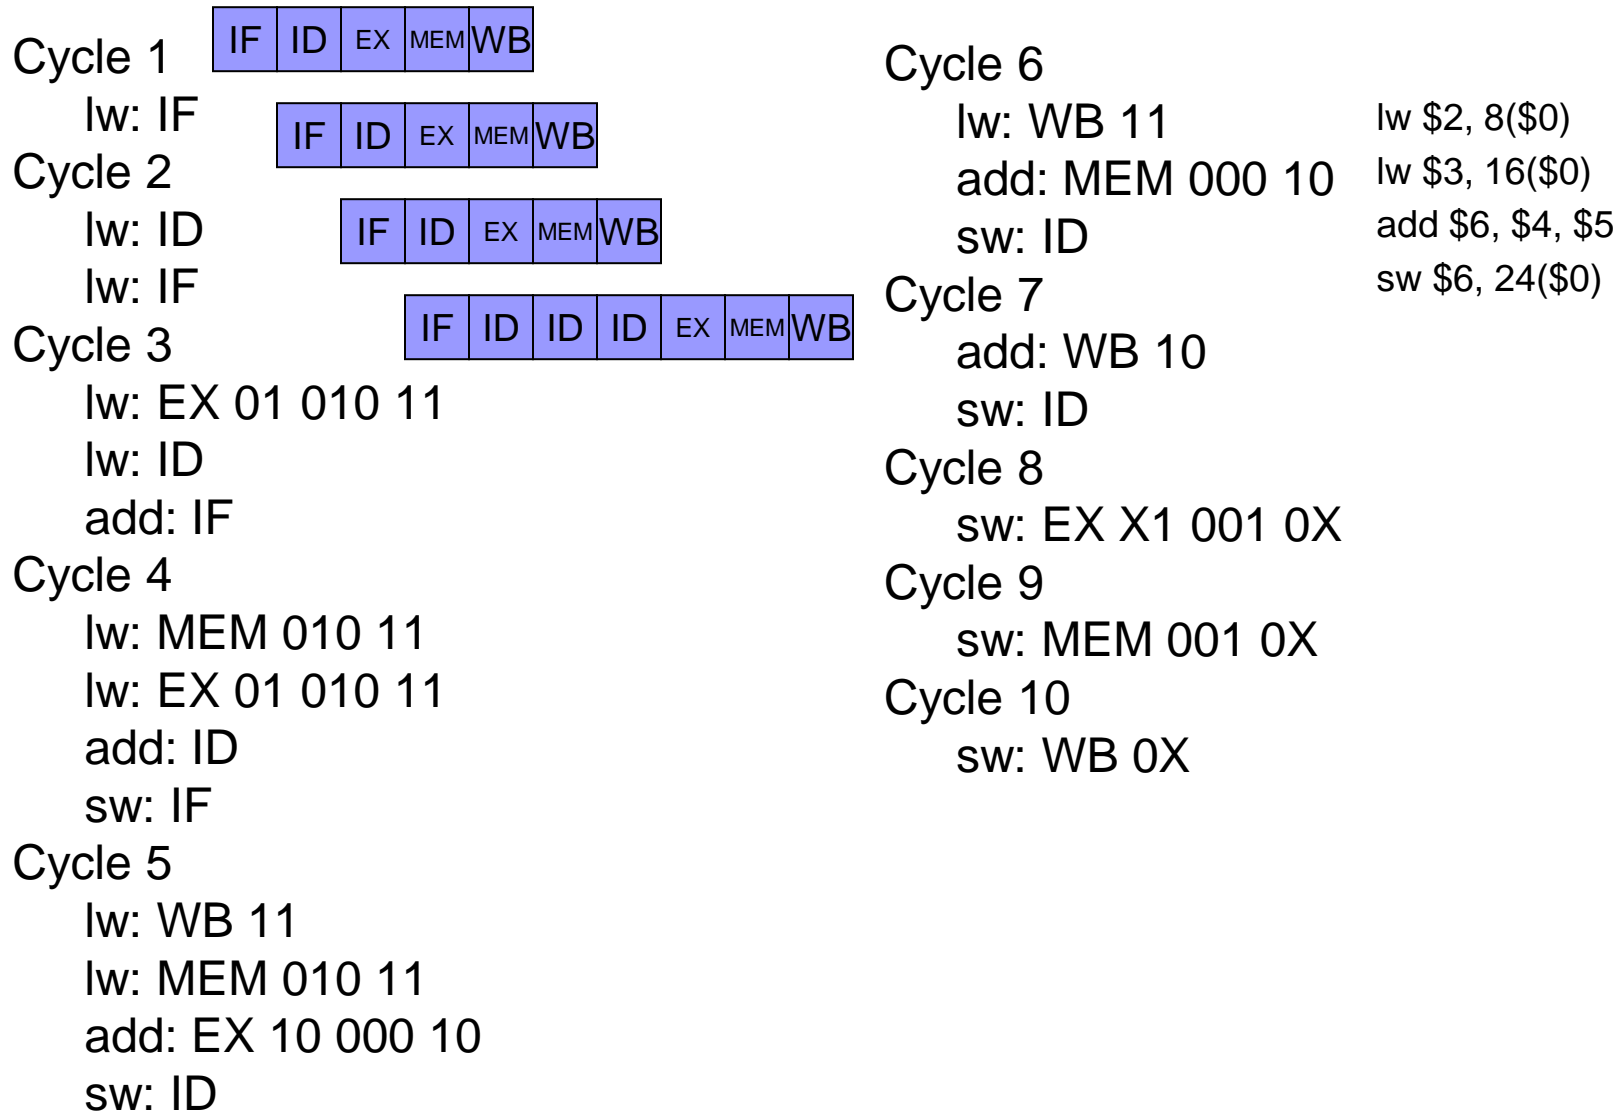 IF ID EX MEM WB
Cycle 1
lw: IF
IF ID EX MEM WB
Cycle 2
lw: ID
IF ID EX MEM WB
lw: IF
IF ID ID ID EX MEM WB
Cycle 3
lw: EX 01 010 11
lw: ID
add: IF
Cycle 4
lw: MEM 010 11
lw: EX 01 010 11
add: ID
sw: IF
Cycle 5
lw: WB 11
lw: MEM 010 11
add: EX 10 000 10
sw: ID
Cycle 6
lw: WB 11
add: MEM 000 10
sw: ID
Cycle 7
add: WB 10
sw: ID
Cycle 8
sw: EX X1 001 0X
Cycle 9
sw: MEM 001 0X
Cycle 10
sw: WB 0X
lw $2, 8($0)
lw $3, 16($0)
add $6, $4, $5
sw $6, 24($0)